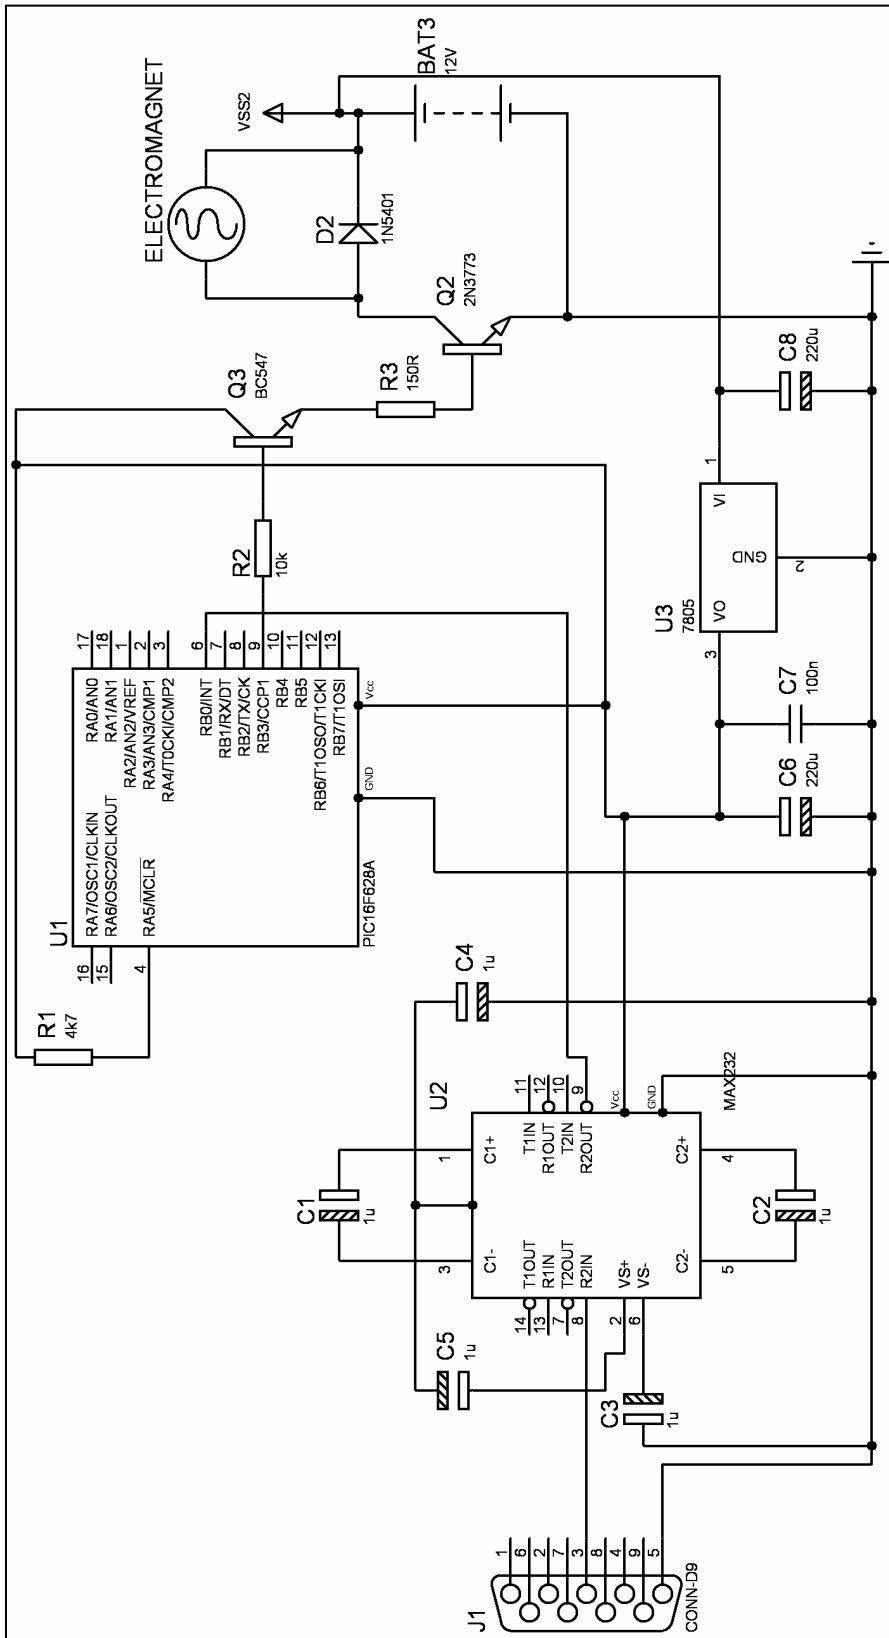 ELECTROMAGNET
VSS2
BAT3
12V
D2
1N5401
Q2
2N3773
Q3
BC547
R3
150R
R2
10k
C8
220u
U3
7805
VI
VO
GND
1
2
3
C7
100n
C6
220u
U1
PIC16F628A
RA7/OSC1/CLKIN
RA6/OSC2/CLKOUT
RA5/MCLR
16
15
4
RA0/AN0
RA1/AN1
RA2/AN2/VREF
RA3/AN3/CMP1
RA4/T0CKI/CMP2
RB0/INT
RB1/RX/DT
RB2/TX/CK
RB3/CCP1
RB4
RB5
RB6/T1OSO/T1CKI
RB7/T1OSI
17
18
1
2
3
6
7
8
9
10
11
12
13
GND
Vcc
R1
4k7
C4
1u
U2
MAX232
C1+
C1-
1
3
T1IN
R1OUT
T2IN
R2OUT
11
12
10
9
Vcc
GND
T1OUT
R1IN
T2OUT
R2IN
VS+
VS-
14
13
7
8
2
6
C2+
C2-
4
5
C1
1u
C2
1u
C5
1u
C3
1u
J1
CONN-D9
1
6
2
7
3
8
4
9
5